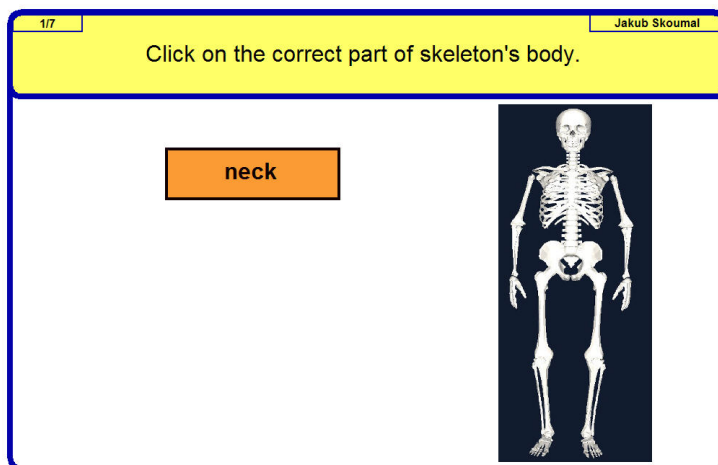 1/7
Jakub Skoumal
Click on the correct part of skeleton's body.
neck